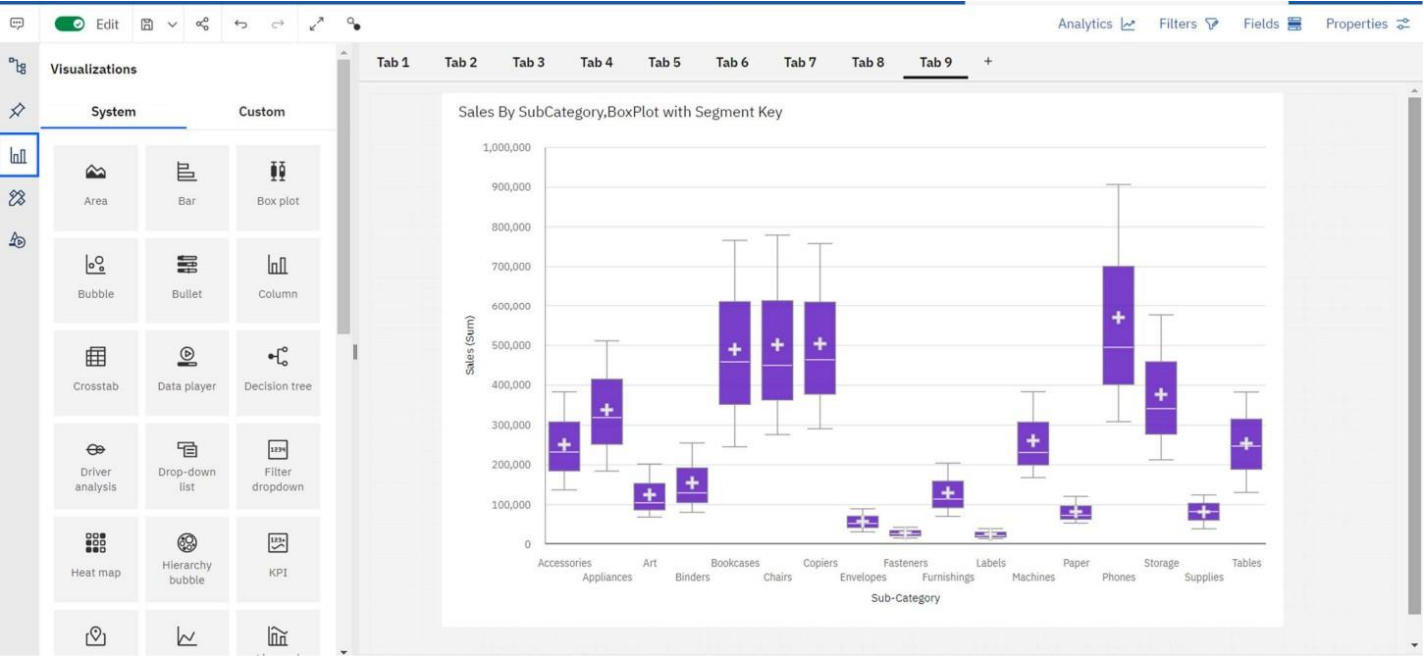 Edit
Analytics Filters Fields Properties
Visualizations
System Custom
Area Bar Box plot
Bubble Bullet Column
Crosstab Data player Decision tree
Driver analysis Drop-down list Filter dropdown
Heat map Hierarchy bubble KPI
Tab 1 Tab 2 Tab 3 Tab 4 Tab 5 Tab 6 Tab 7 Tab 8 Tab 9 +
Sales By SubCategory,BoxPlot with Segment Key
1,000,000
900,000
800,000
700,000
600,000
500,000
400,000
300,000
200,000
100,000
0
Sales (Sum)
Accessories Art Bookcases Copiers Fasteners Labels Paper Storage Tables
Appliances Binders Chairs Envelopes Furnishings Machines Phones Supplies
Sub-Category